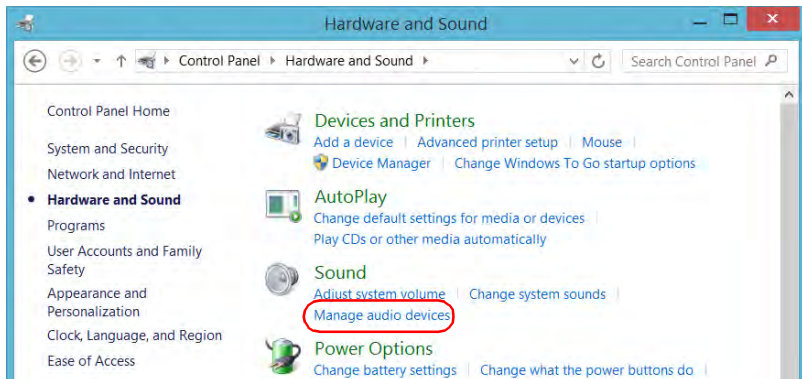 Hardware and Sound
Control Panel Hardware and Sound
Search Control Panel
Control Panel Home
System and Security
Network and Internet
Hardware and Sound
Programs
User Accounts and Family
Safety
Appearance and
Personalization
Clock, Language, and Region
Ease of Access
Devices and Printers
Add a device Advanced printer setup Mouse
Device Manager Change Windows To Go startup options
AutoPlay
Change default settings for media or devices
Play CDs or other media automatically
Sound
Adjust system volume Change system sounds
Manage audio devices
Power Options
Change battery settings Change what the power buttons do